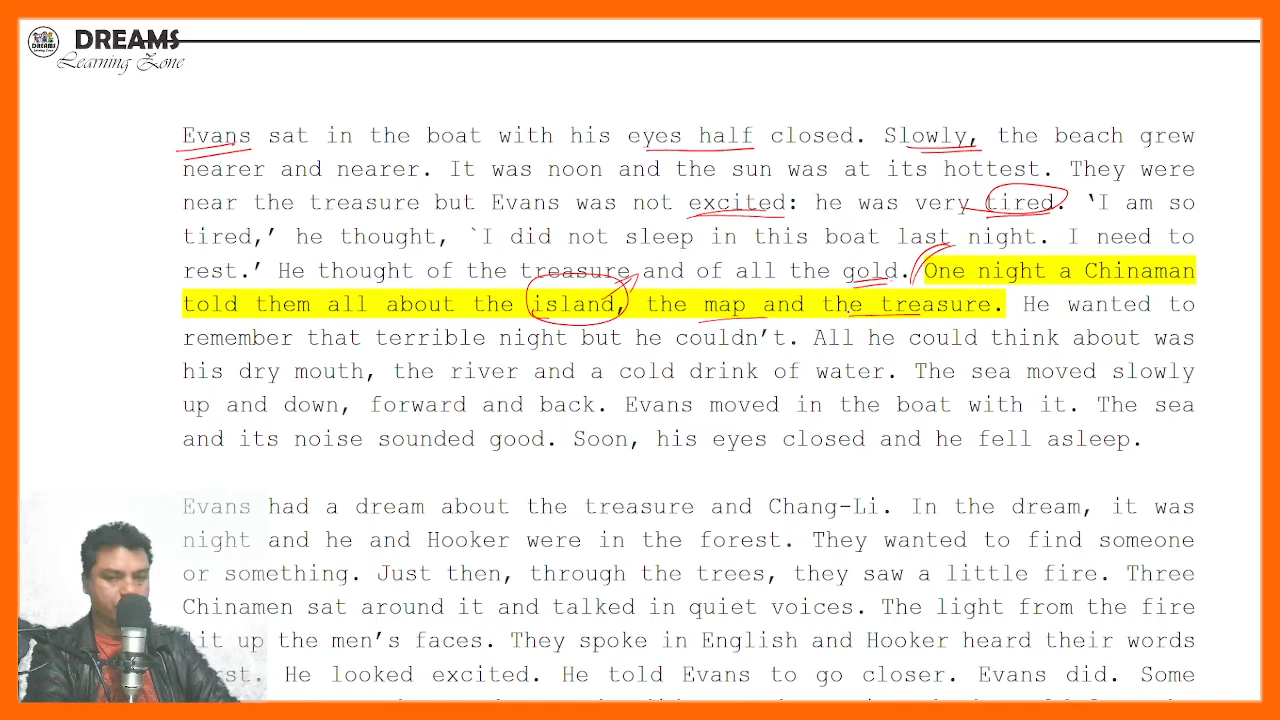 DREAMS
DREAMS
Learning Zone
Evans sat in the boat with his eyes half closed. Slowly, the beach grew
nearer and nearer. It was noon and the sun was at its hottest. They were
near the treasure but Evans was not excited: he was very tired. ‘I am so
tired,’ he thought, `I did not sleep in this boat last night. I need to
rest.’ He thought of the treasure and of all the gold. One night a Chinaman
told them all about the island, the map and the treasure. He wanted to
remember that terrible night but he couldn’t. All he could think about was
his dry mouth, the river and a cold drink of water. The sea moved slowly
up and down, forward and back. Evans moved in the boat with it. The sea
and its noise sounded good. Soon, his eyes closed and he fell asleep.
Evans had a dream about the treasure and Chang-Li. In the dream, it was
night and he and Hooker were in the forest. They wanted to find someone
or something. Just then, through the trees, they saw a little fire. Three
Chinamen sat around it and talked in quiet voices. The light from the fire
lit up the men’s faces. They spoke in English and Hooker heard their words
He looked excited. He told Evans to go closer. Evans did. Some